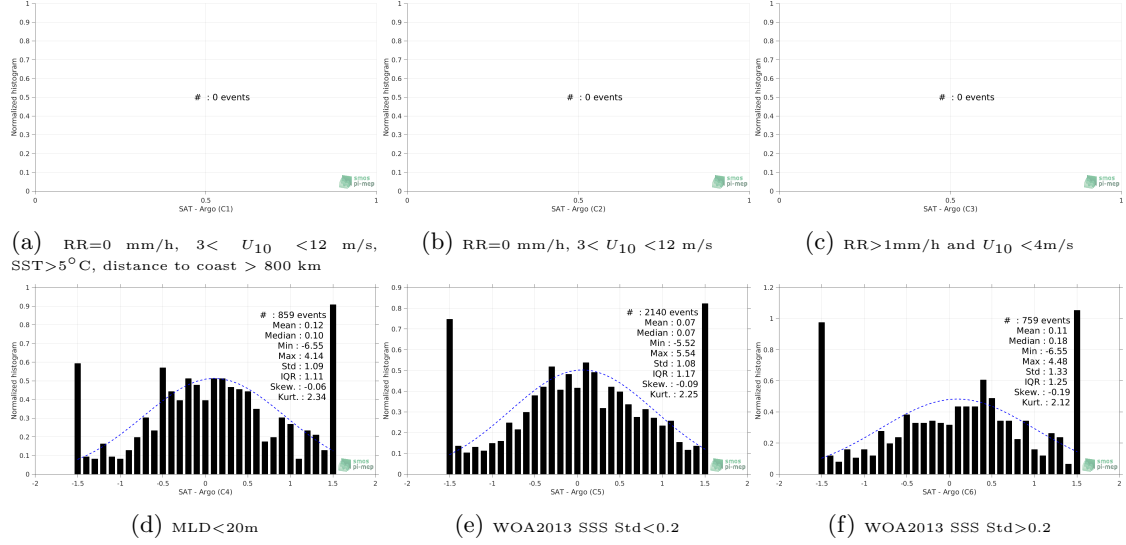 1
0.9
0.8
0.7
0.6
0.5
0.4
0.3
0.2
0.1
0
Normalized histogram
# : 0 events
0 0.5 1
SAT - Argo (C1)
smos
pi-mep
1
0.9
0.8
0.7
0.6
0.5
0.4
0.3
0.2
0.1
0
Normalized histogram
# : 0 events
0 0.5 1
SAT - Argo (C2)
smos
pi-mep
1
0.9
0.8
0.7
0.6
0.5
0.4
0.3
0.2
0.1
0
Normalized histogram
# : 0 events
0 0.5 1
SAT - Argo (C3)
smos
pi-mep
(a) RR=0 mm/h, 3< U10 <12 m/s,
SST>5°C, distance to coast > 800 km
(b) RR=0 mm/h, 3< U10 <12 m/s
(c) RR>1mm/h and U10 <4m/s
1
0.9
0.8
0.7
0.6
0.5
0.4
0.3
0.2
0.1
0
Normalized histogram
# : 859 events
Mean : 0.12
Median : 0.10
Min : -6.55
Max : 4.14
Std : 1.09
IQR : 1.11
Skew. : -0.06
Kurt. : 2.34
-2 -1.5 -1 -0.5 0 0.5 1 1.5 2
SAT - Argo (C4)
smos
pi-mep
0.9
0.8
0.7
0.6
0.5
0.4
0.3
0.2
0.1
0
Normalized histogram
# : 2140 events
Mean : 0.07
Median : 0.07
Min : -5.52
Max : 5.54
Std : 1.08
IQR : 1.17
Skew. : -0.09
Kurt. : 2.25
-2 -1.5 -1 -0.5 0 0.5 1 1.5 2
SAT - Argo (C5)
smos
pi-mep
1.2
1
0.8
0.6
0.4
0.2
0
Normalized histogram
# : 759 events
Mean : 0.11
Median : 0.18
Min : -6.55
Max : 4.48
Std : 1.33
IQR : 1.25
Skew. : -0.19
Kurt. : 2.12
-2 -1.5 -1 -0.5 0 0.5 1 1.5 2
SAT - Argo (C6)
smos
pi-mep
(d) MLD<20m
(e) WOA2013 SSS Std<0.2
(f) WOA2013 SSS Std>0.2